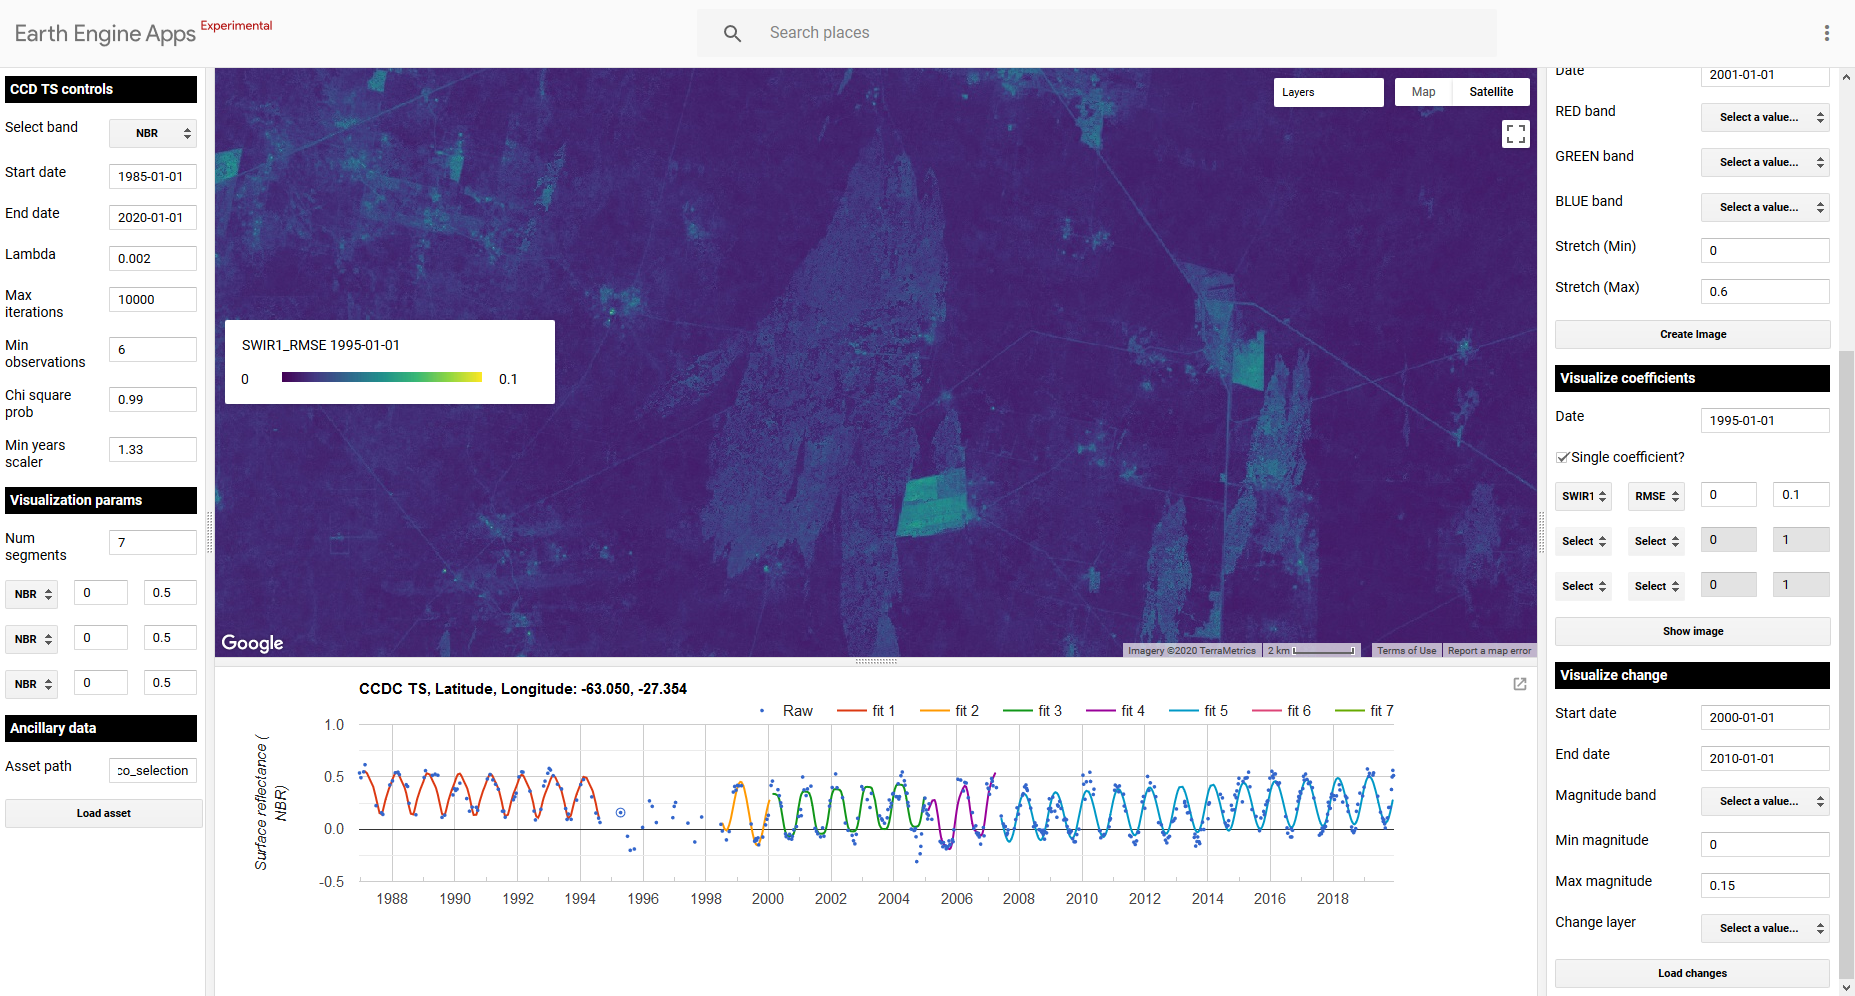 Earth Engine Apps Experimental
Search places
CCD TS controls
Select band
NBR
Start date
1985-01-01
End date
2020-01-01
Lambda
0.002
Max
iterations
10000
Min
observations
6
Chi square
prob
0.99
Min years
scaler
1.33
Visualization params
Num
segments
7
NBR 0 0.5
NBR 0 0.5
NBR 0 0.5
Ancillary data
Asset path
co_selection
Load asset
Layers
Map Satellite
SWIR1_RMSE 1995-01-01
0 0.1
Google
Imagery ©2020 TerraMetrics 2 km Terms of Use Report a map error
CCDC TS, Latitude, Longitude: -63.050, -27.354
Raw fit 1 fit 2 fit 3 fit 4 fit 5 fit 6 fit 7
Surface reflectance (
NBR)
1.0
0.5
0.0
-0.5
1988 1990 1992 1994 1996 1998 2000 2002 2004 2006 2008 2010 2012 2014 2016 2018
Date
2001-01-01
RED band
Select a value...
GREEN band
Select a value...
BLUE band
Select a value...
Stretch (Min)
0
Stretch (Max)
0.6
Create Image
Visualize coefficients
Date
1995-01-01
Single coefficient?
SWIR1 RMSE 0 0.1
Select Select 0 1
Select Select 0 1
Show image
Visualize change
Start date
2000-01-01
End date
2010-01-01
Magnitude band
Select a value...
Min magnitude
0
Max magnitude
0.15
Change layer
Select a value...
Load changes